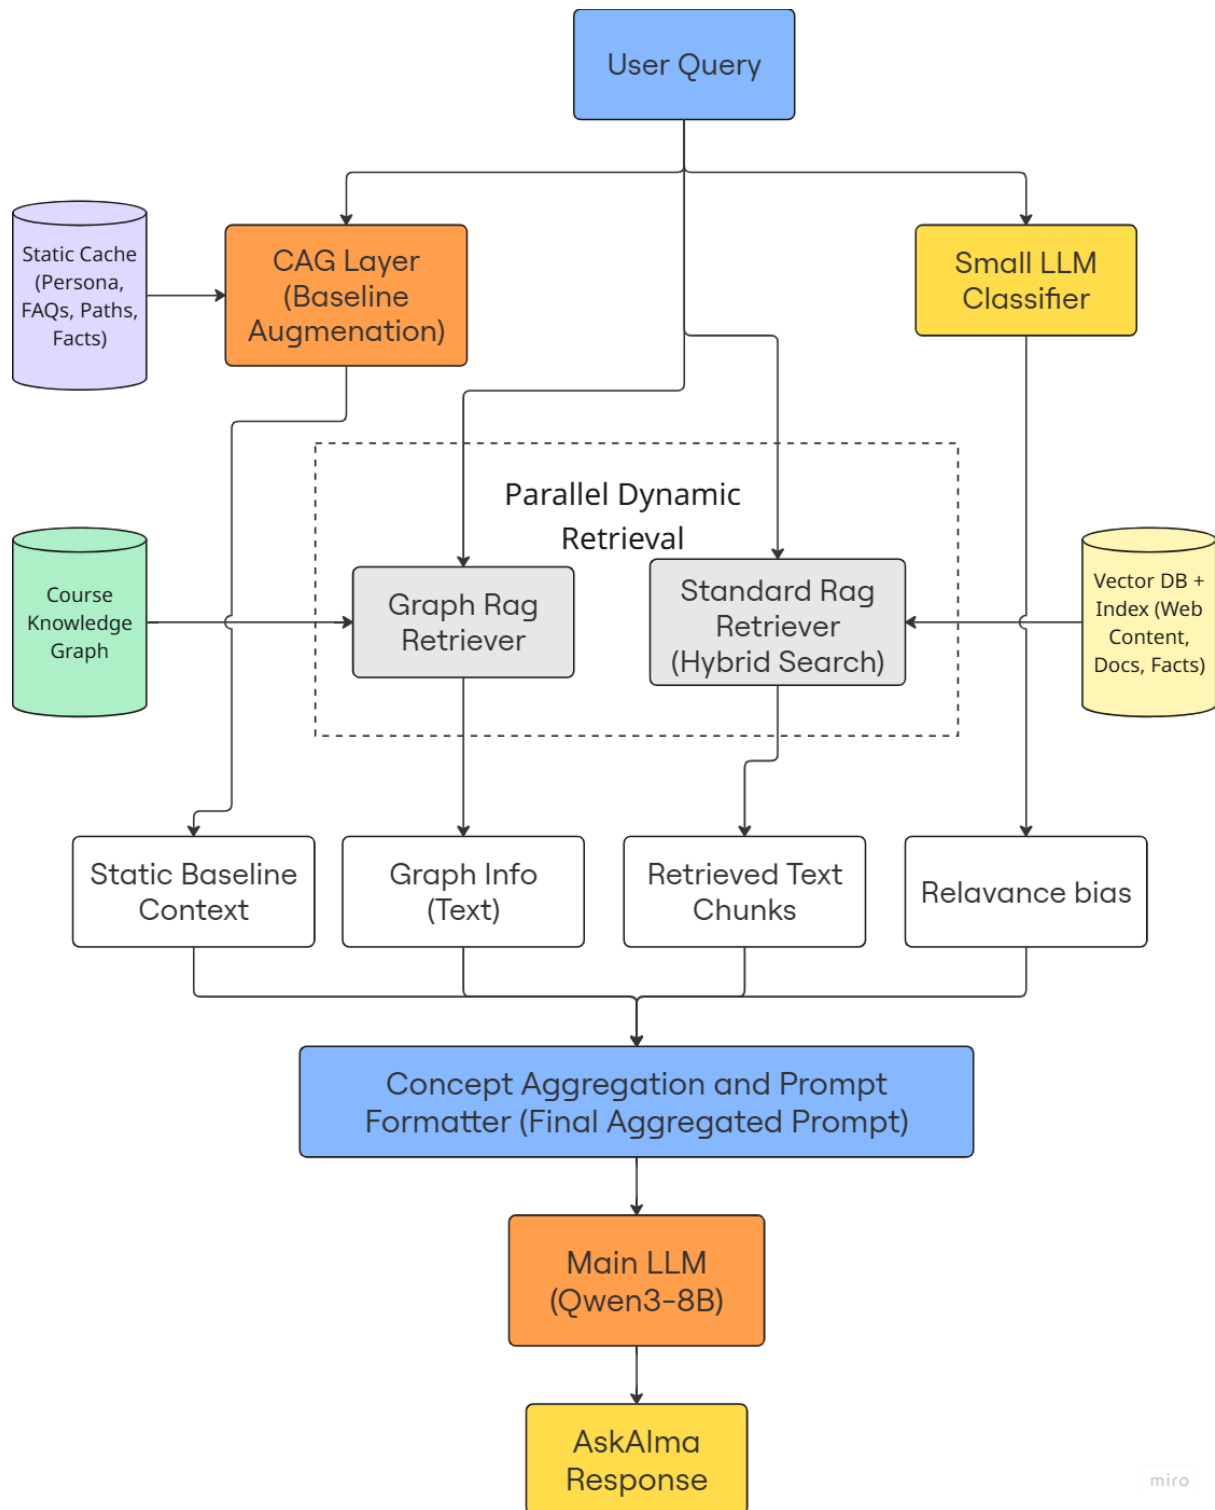 User Query
Static Cache
(Persona,
FAQs, Paths,
Facts)
CAG Layer
(Baseline
Augmenation)
Small LLM
Classifier
Parallel Dynamic
Retrieval
Course
Knowledge
Graph
Graph Rag
Retriever
Standard Rag
Retriever
(Hybrid Search)
Vector DB +
Index (Web
Content,
Docs, Facts)
Static Baseline
Context
Graph Info
(Text)
Retrieved Text
Chunks
Relavance bias
Concept Aggregation and Prompt
Formatter (Final Aggregated Prompt)
Main LLM
(Qwen3-8B)
AskAlma
Response
miro